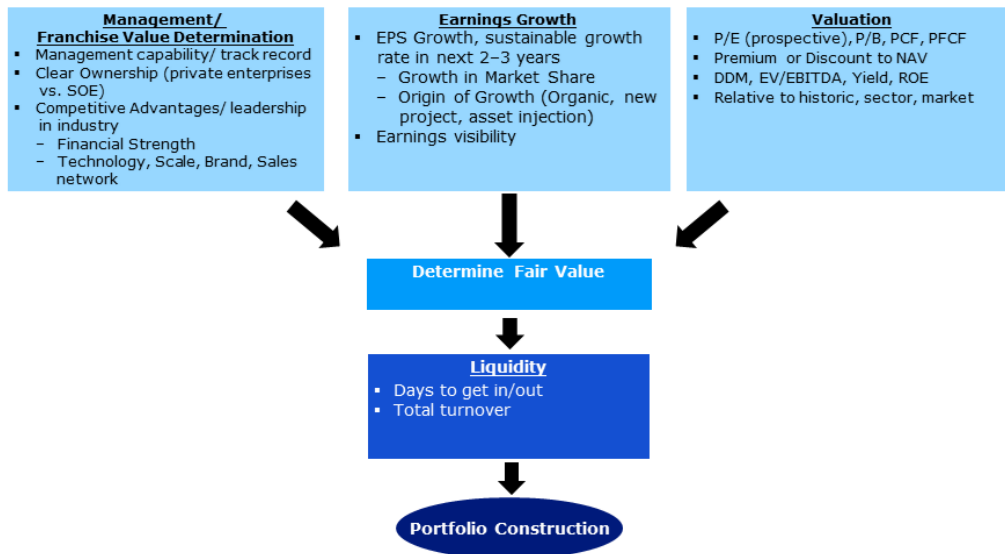 Management/
Franchise Value Determination
▪ Management capability/ track record
▪ Clear Ownership (private enterprises
vs. SOE)
▪ Competitive Advantages/ leadership
in industry
– Financial Strength
– Technology, Scale, Brand, Sales
network
Earnings Growth
▪ EPS Growth, sustainable growth
rate in next 2–3 years
– Growth in Market Share
– Origin of Growth (Organic, new
project, asset injection)
▪ Earnings visibility
Valuation
▪ P/E (prospective), P/B, PCF, PFCF
▪ Premium or Discount to NAV
▪ DDM, EV/EBITDA, Yield, ROE
▪ Relative to historic, sector, market
Determine Fair Value
Liquidity
▪ Days to get in/out
▪ Total turnover
Portfolio Construction